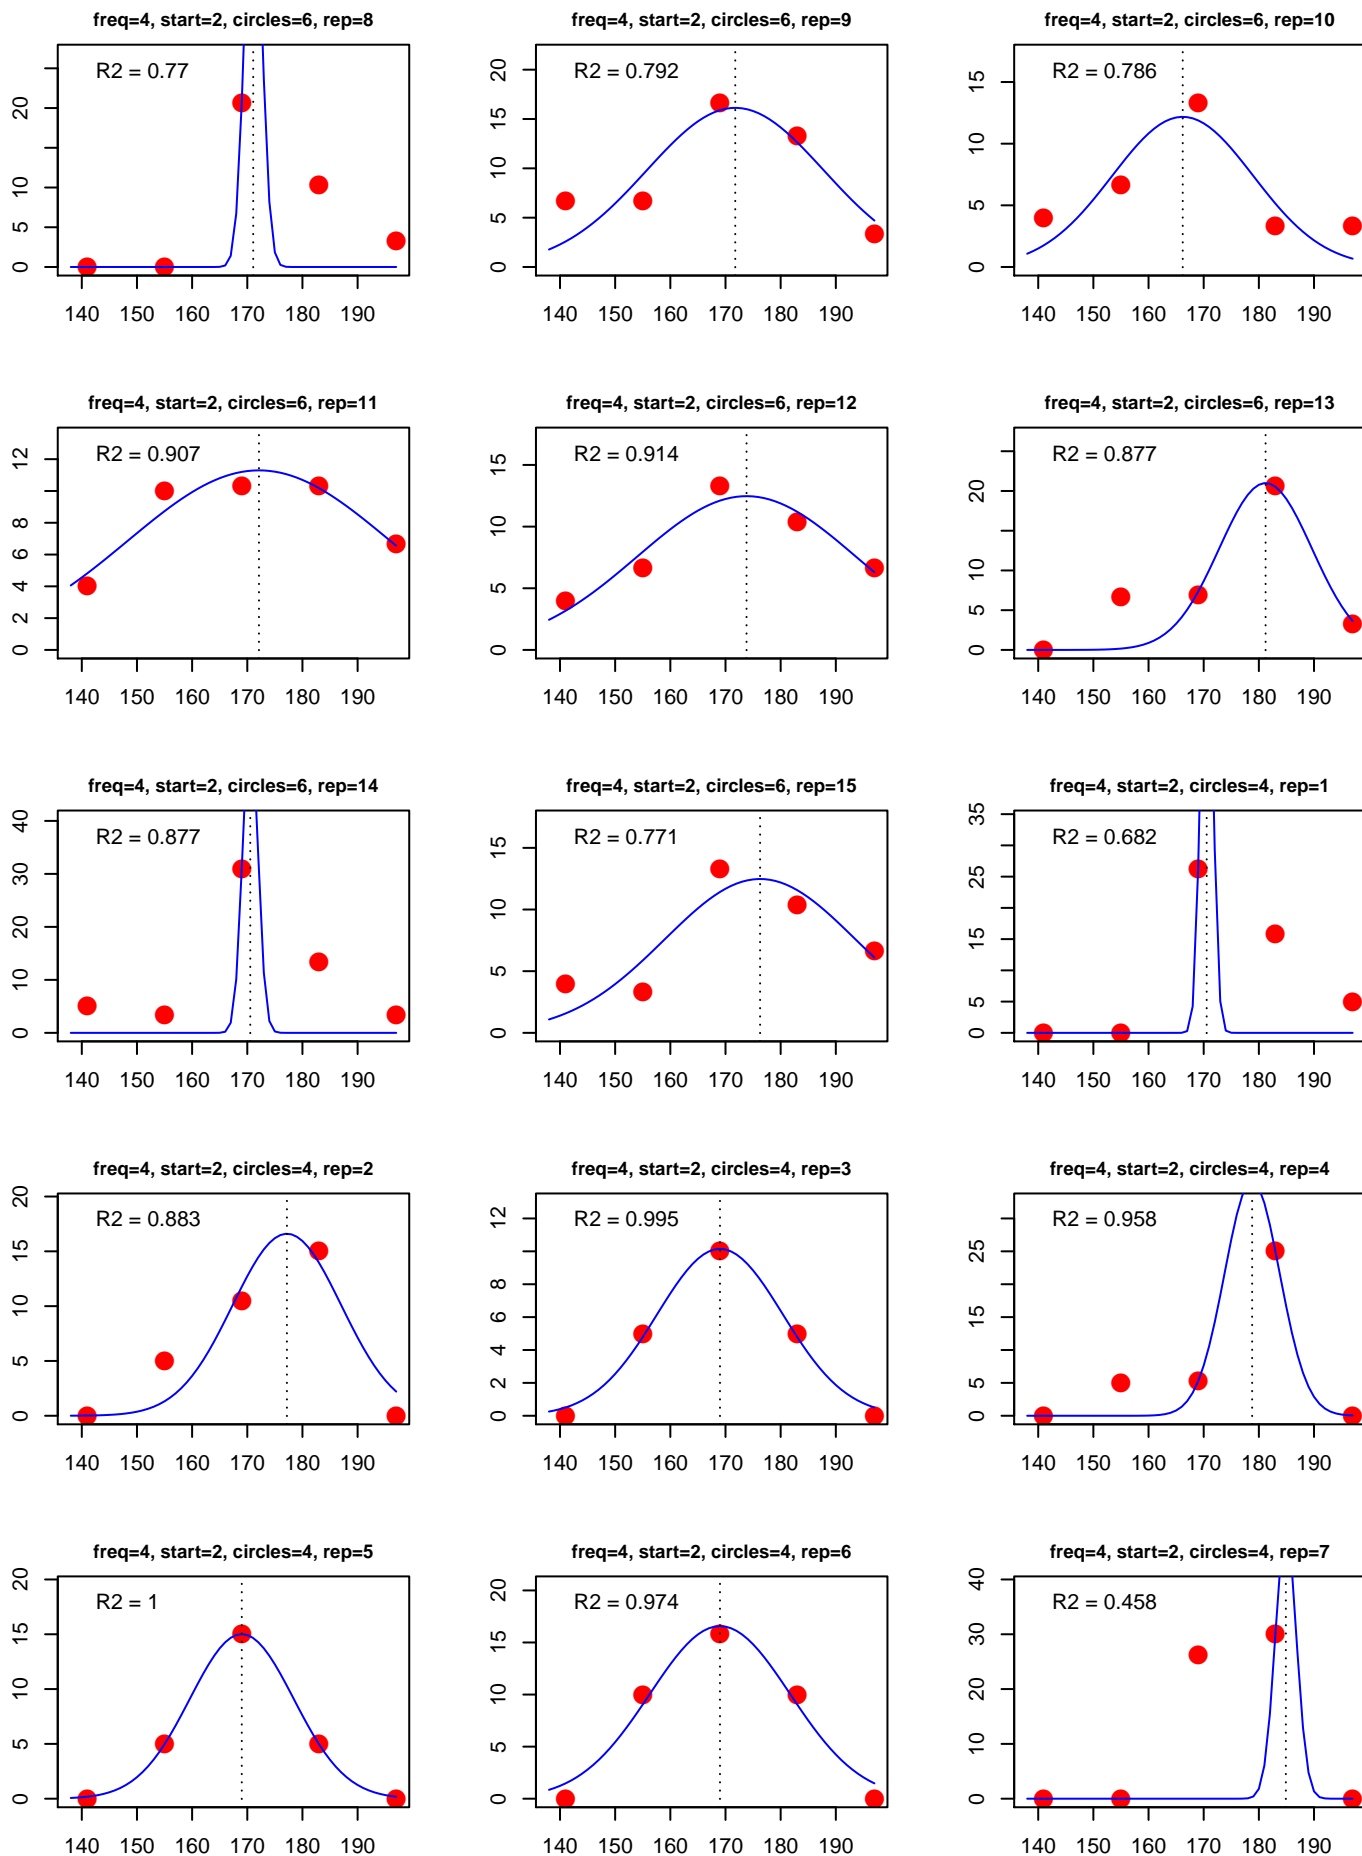 freq=4, start=2, circles=6, rep=8
R2 = 0.77
0 5 10 20
140 150 160 170 180 190
freq=4, start=2, circles=6, rep=9
R2 = 0.792
0 5 10 15 20
140 150 160 170 180 190
freq=4, start=2, circles=6, rep=10
R2 = 0.786
0 5 10 15
140 150 160 170 180 190
freq=4, start=2, circles=6, rep=11
R2 = 0.907
0 2 4 6 8 12
140 150 160 170 180 190
freq=4, start=2, circles=6, rep=12
R2 = 0.914
0 5 10 15
140 150 160 170 180 190
freq=4, start=2, circles=6, rep=13
R2 = 0.877
0 5 10 20
140 150 160 170 180 190
freq=4, start=2, circles=6, rep=14
R2 = 0.877
0 10 20 30 40
140 150 160 170 180 190
freq=4, start=2, circles=6, rep=15
R2 = 0.771
0 5 10 15
140 150 160 170 180 190
freq=4, start=2, circles=4, rep=1
R2 = 0.682
0 5 15 25 35
140 150 160 170 180 190
freq=4, start=2, circles=4, rep=2
R2 = 0.883
0 5 10 15 20
140 150 160 170 180 190
freq=4, start=2, circles=4, rep=3
R2 = 0.995
0 2 4 6 8 12
140 150 160 170 180 190
freq=4, start=2, circles=4, rep=4
R2 = 0.958
0 5 15 25
140 150 160 170 180 190
freq=4, start=2, circles=4, rep=5
R2 = 1
0 5 10 15 20
140 150 160 170 180 190
freq=4, start=2, circles=4, rep=6
R2 = 0.974
0 5 10 15 20
140 150 160 170 180 190
freq=4, start=2, circles=4, rep=7
R2 = 0.458
0 10 20 30 40
140 150 160 170 180 190